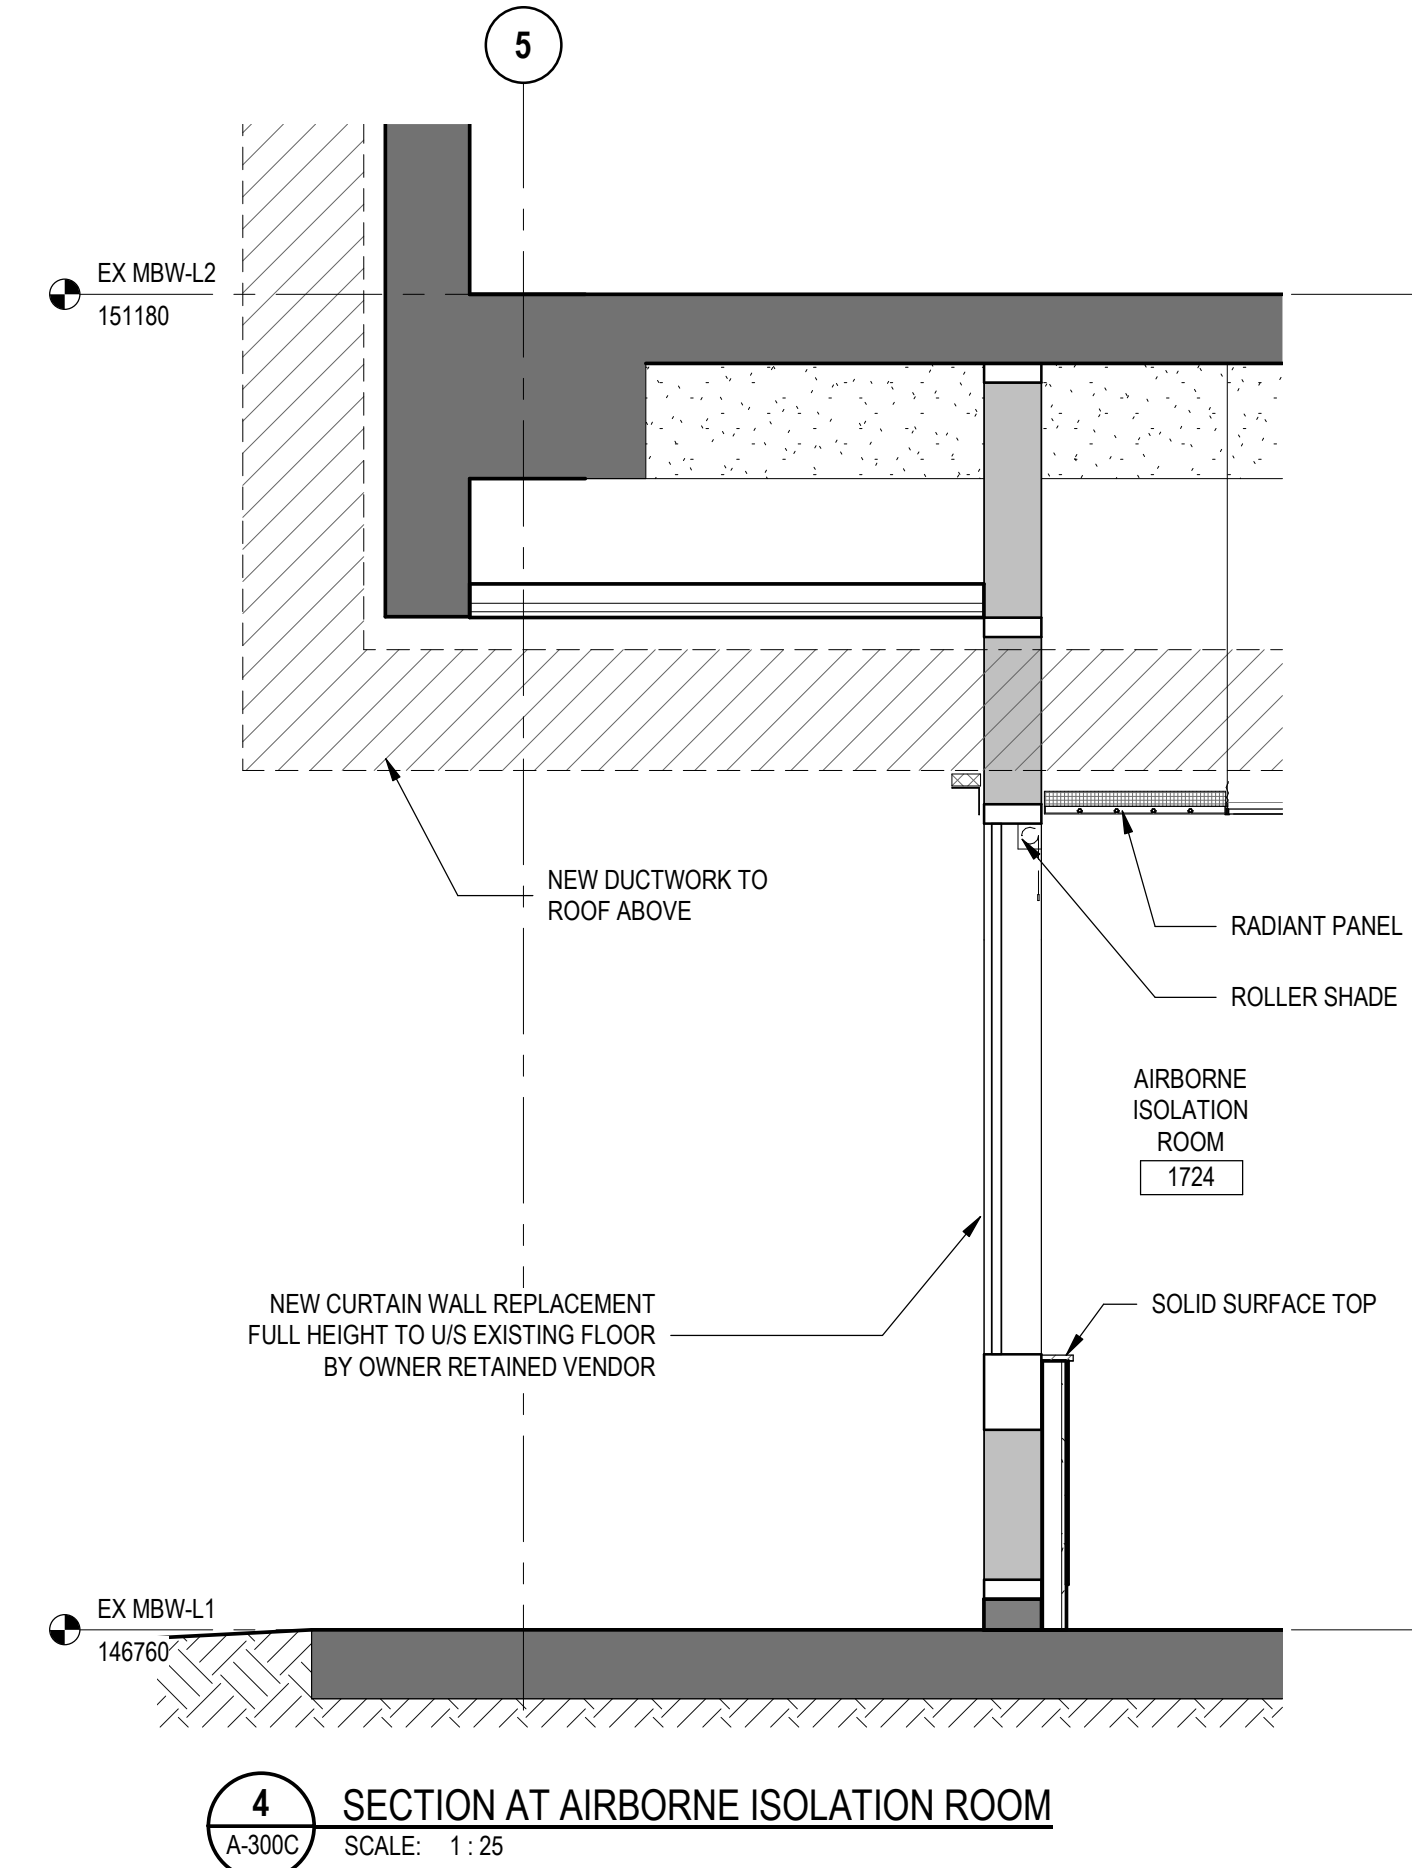 5
EX MBW-L2
151180
NEW DUCTWORK TO
ROOF ABOVE
RADIANT PANEL
ROLLER SHADE
AIRBORNE
ISOLATION
ROOM
1724
NEW CURTAIN WALL REPLACEMENT
FULL HEIGHT TO U/S EXISTING FLOOR
BY OWNER RETAINED VENDOR
SOLID SURFACE TOP
EX MBW-L1
146760
4
A-300C
SECTION AT AIRBORNE ISOLATION ROOM
SCALE: 1 : 25